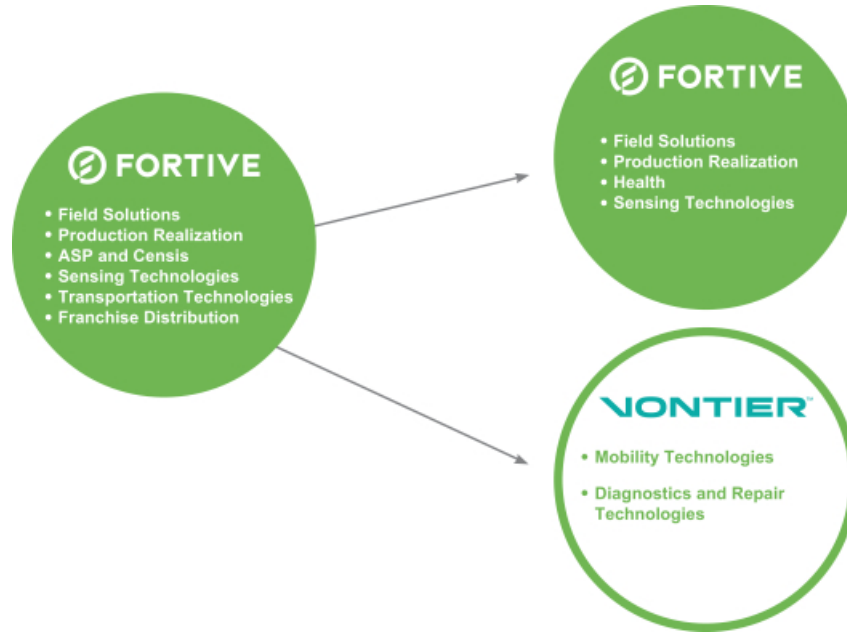 FORTIVE
• Field Solutions
• Production Realization
• ASP and Censis
• Sensing Technologies
• Transportation Technologies
• Franchise Distribution
FORTIVE
• Field Solutions
• Production Realization
• Health
• Sensing Technologies
VONTIER™
• Mobility Technologies
• Diagnostics and Repair
Technologies